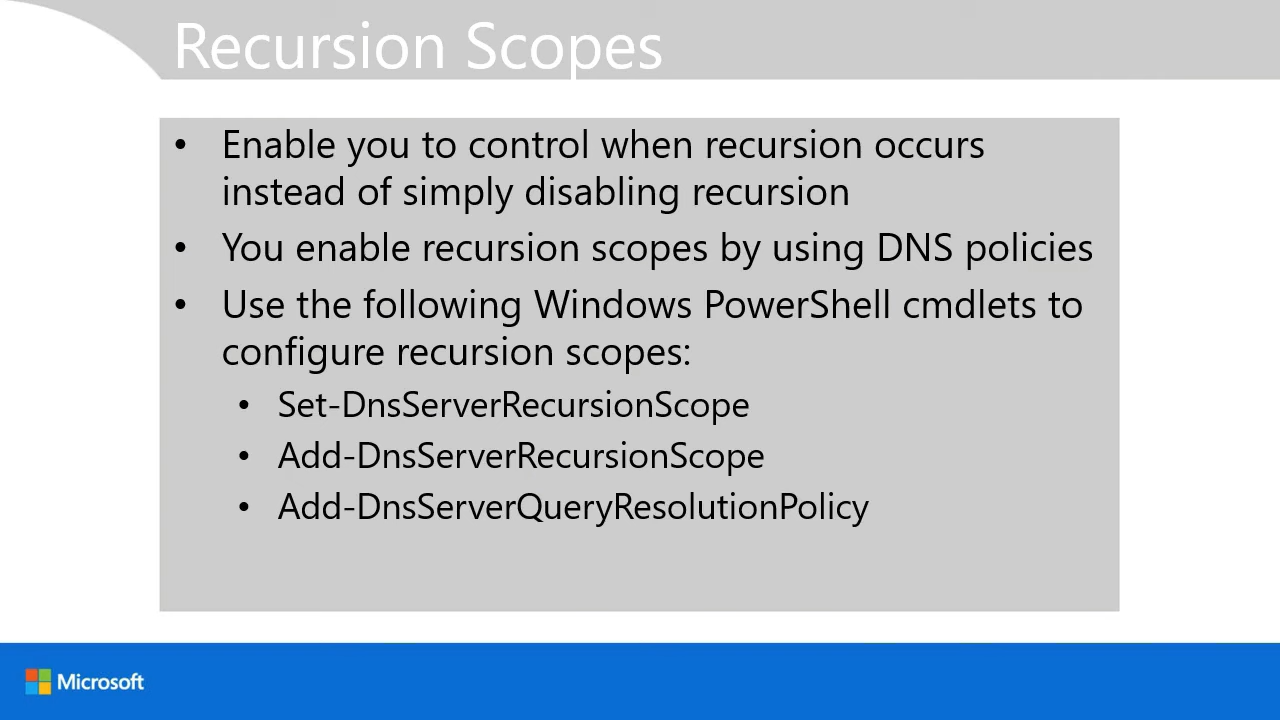 Recursion Scopes
• Enable you to control when recursion occurs
instead of simply disabling recursion
• You enable recursion scopes by using DNS policies
• Use the following Windows PowerShell cmdlets to
configure recursion scopes:
• Set-DnsServerRecursionScope
• Add-DnsServerRecursionScope
• Add-DnsServerQueryResolutionPolicy
Microsoft